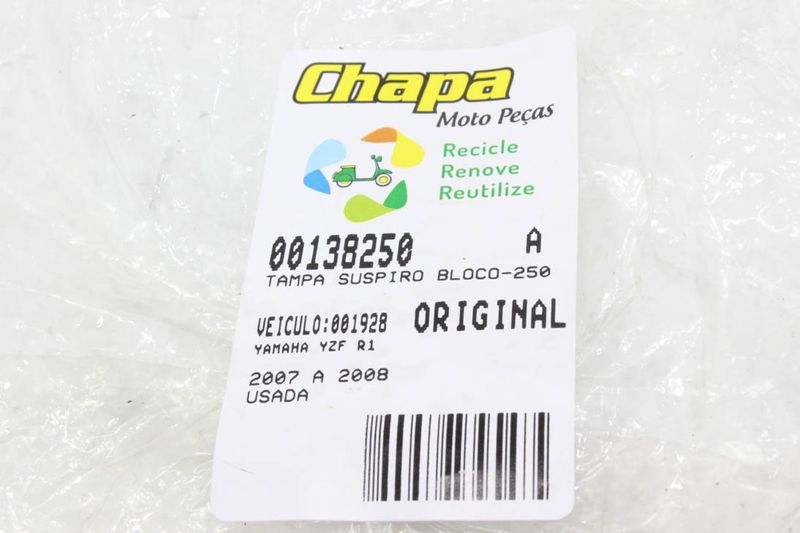 Chapa
Moto Peças
Recicle
Renove
Reutilize
00138250 A
TAMPA SUSPIRO BLOCO-250
VEICULO:001928 ORIGINAL
YAMAHA YZF R1
2007 A 2008
USADA